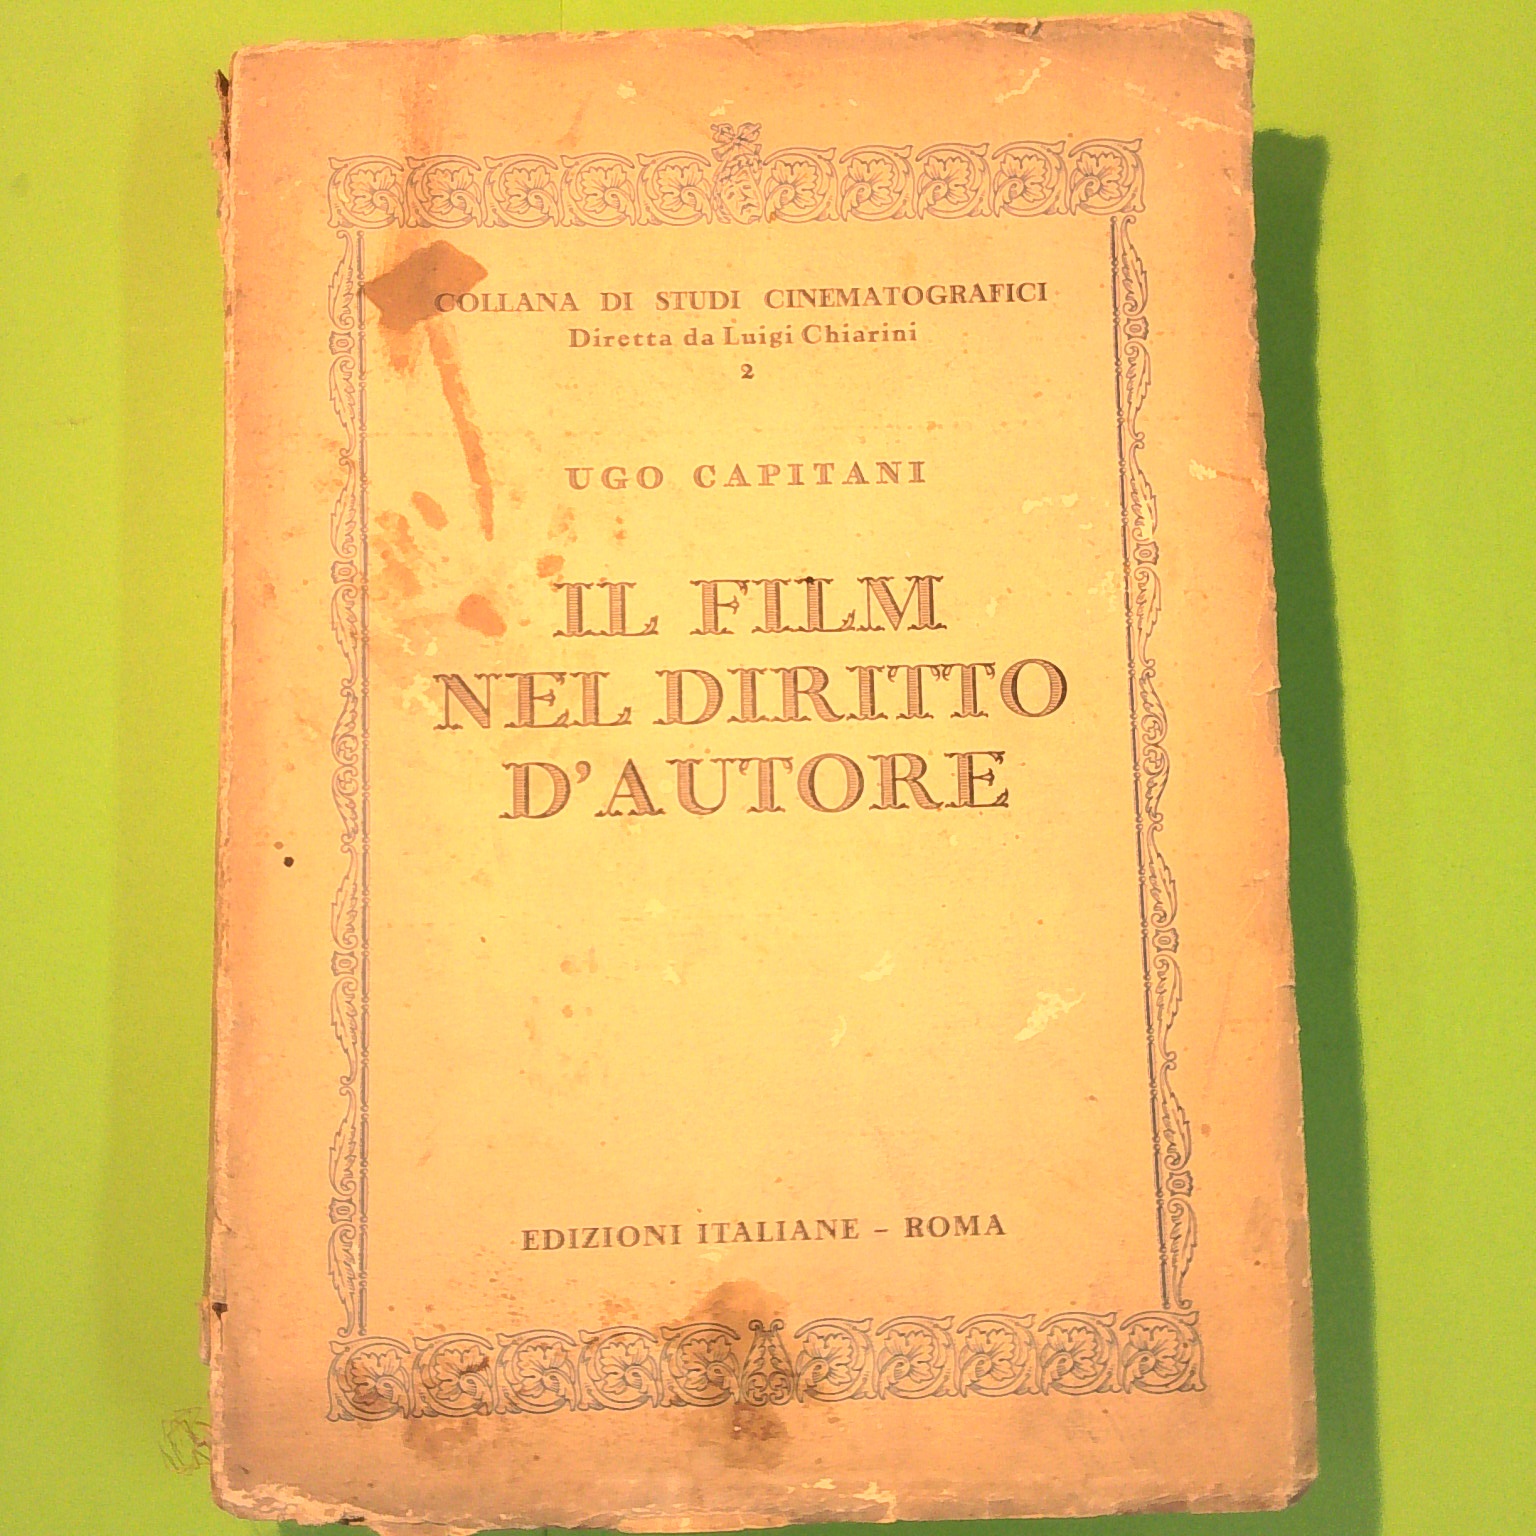 COLLANA DI STUDI CINEMATOGRAFICI
Diretta da Luigi Chiarini
2
UGO CAPITANI
IL FILM
NEL DIRITTO
D'AUTORE
EDIZIONI ITALIANE - ROMA